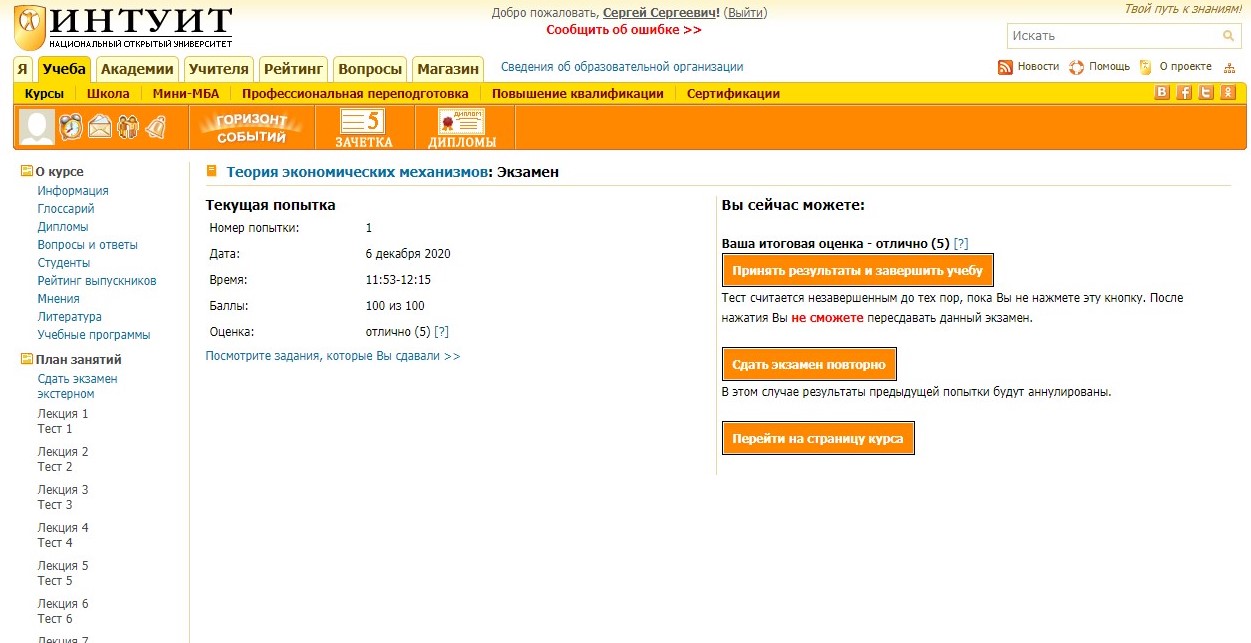 ИНТУИТ
НАЦИОНАЛЬНЫЙ ОТКРЫТЫЙ УНИВЕРСИТЕТ
Добро пожаловать, Сергей Сергеевич! (Выйти)
Сообщить об ошибке >>
Твой путь к знаниям!
Искать
Я Учеба Академии Учителя Рейтинг Вопросы Магазин Сведения об образовательной организации
Новости Помощь О проекте
Курсы Школа Мини-МБА Профессиональная переподготовка Повышение квалификации Сертификации
ГОРИЗОНТ СОБЫТИЙ
5 ЗАЧЕТКА
ДИПЛОМ ДИПЛОМЫ
О курсе
Информация
Глоссарий
Дипломы
Вопросы и ответы
Студенты
Рейтинг выпускников
Мнения
Литература
Учебные программы
План занятий
Сдать экзамен
экстерном
Лекция 1
Тест 1
Лекция 2
Тест 2
Лекция 3
Тест 3
Лекция 4
Тест 4
Лекция 5
Тест 5
Лекция 6
Тест 6
Лекция 7
Теория экономических механизмов: Экзамен
Текущая попытка
Номер попытки: 1
Дата: 6 декабря 2020
Время: 11:53-12:15
Баллы: 100 из 100
Оценка: отлично (5) [?]
Посмотрите задания, которые Вы сдавали >>
Вы сейчас можете:
Ваша итоговая оценка - отлично (5) [?]
Принять результаты и завершить учебу
Тест считается незавершенным до тех пор, пока Вы не нажмете эту кнопку. После
нажатия Вы не сможете пересдавать данный экзамен.
Сдать экзамен повторно
В этом случае результаты предыдущей попытки будут аннулированы.
Перейти на страницу курса